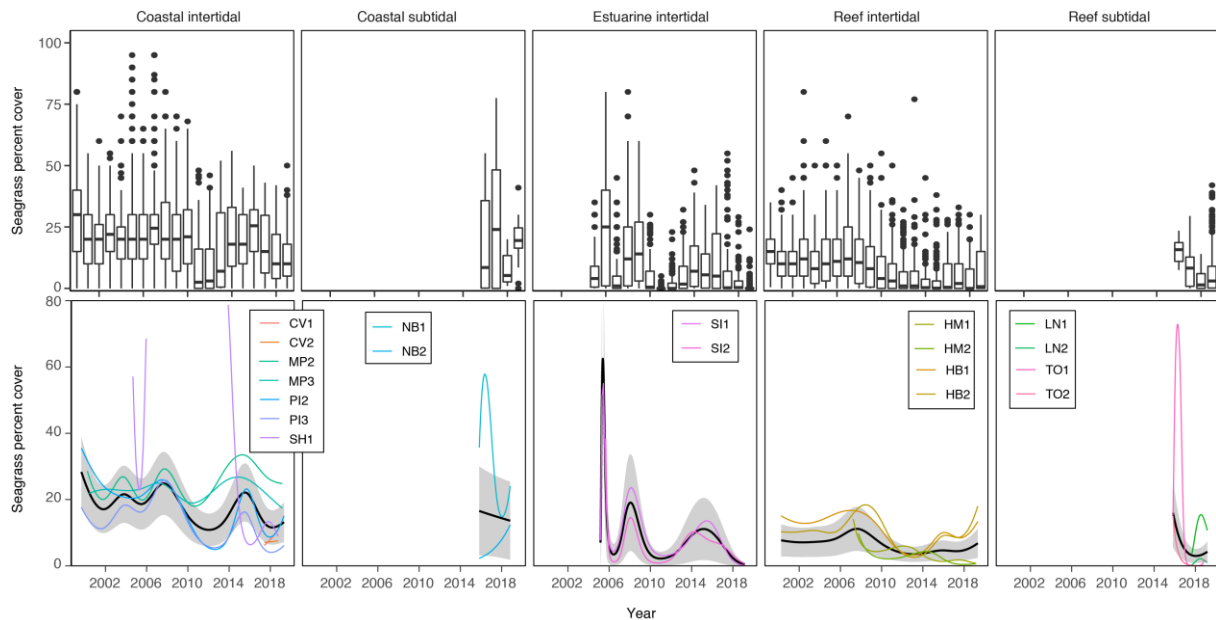 Coastal intertidal
Coastal subtidal
Estuarine intertidal
Reef intertidal
Reef subtidal
Seagrass percent cover
100
75
50
25
0
Seagrass percent cover
80
60
40
20
0
CV1
CV2
MP2
MP3
PI2
PI3
SH1
NB1
NB2
SI1
SI2
HM1
HM2
HB1
HB2
LN1
LN2
TO1
TO2
2002 2006 2010 2014 2018
2002 2006 2010 2014 2018
2002 2006 2010 2014 2018
2002 2006 2010 2014 2018
2002 2006 2010 2014 2018
Year